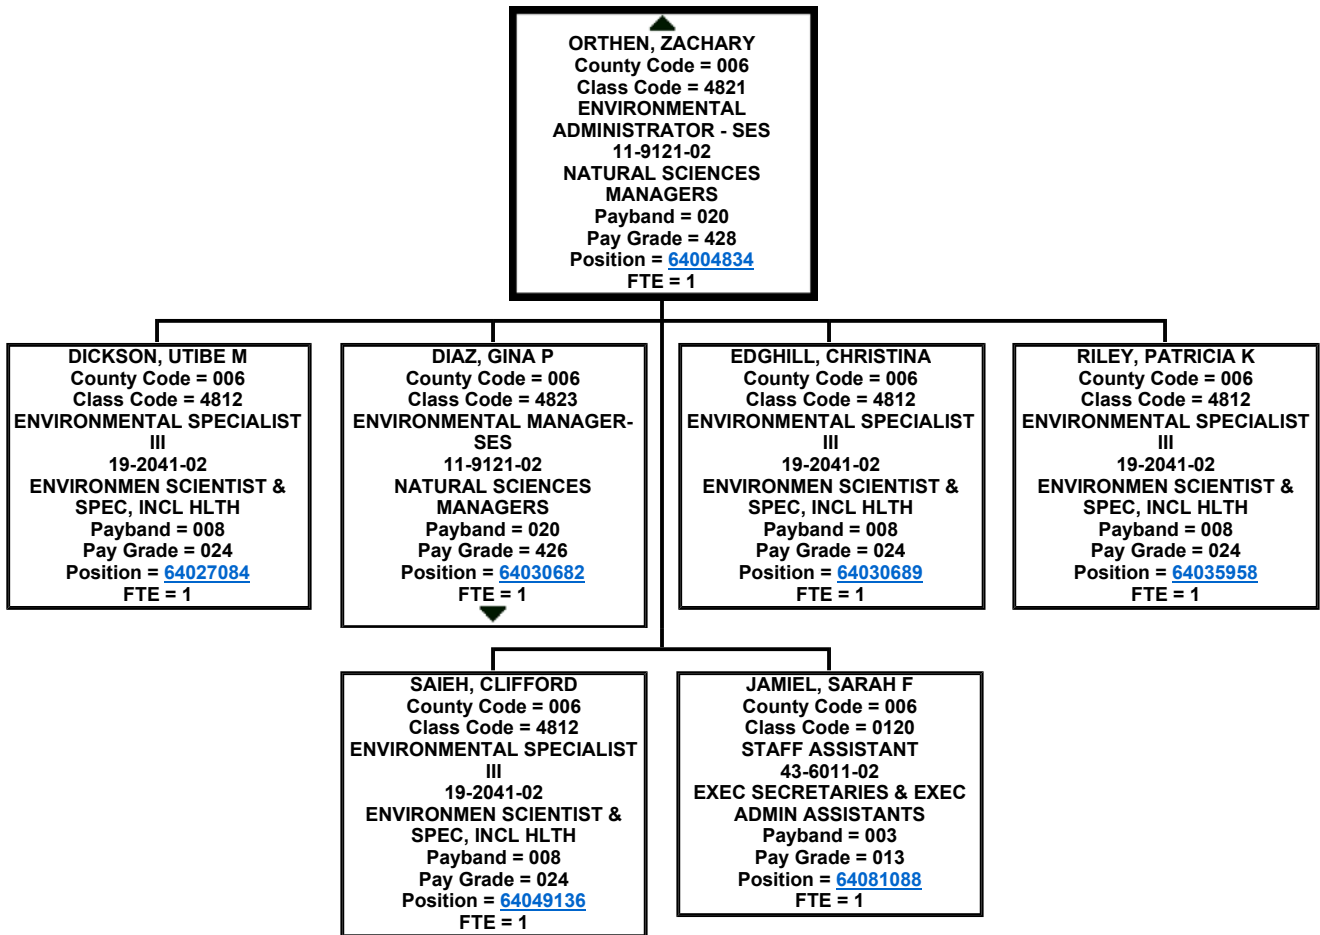 ORTHEN, ZACHARY
County Code = 006
Class Code = 4821
ENVIRONMENTAL
ADMINISTRATOR - SES
11-9121-02
NATURAL SCIENCES
MANAGERS
Payband = 020
Pay Grade = 428
Position = 64004834
FTE = 1
DICKSON, UTIBE M
County Code = 006
Class Code = 4812
ENVIRONMENTAL SPECIALIST
III
19-2041-02
ENVIRONMEN SCIENTIST &
SPEC, INCL HLTH
Payband = 008
Pay Grade = 024
Position = 64027084
FTE = 1
DIAZ, GINA P
County Code = 006
Class Code = 4823
ENVIRONMENTAL MANAGER-
SES
11-9121-02
NATURAL SCIENCES
MANAGERS
Payband = 020
Pay Grade = 426
Position = 64030682
FTE = 1
EDGHILL, CHRISTINA
County Code = 006
Class Code = 4812
ENVIRONMENTAL SPECIALIST
III
19-2041-02
ENVIRONMEN SCIENTIST &
SPEC, INCL HLTH
Payband = 008
Pay Grade = 024
Position = 64030689
FTE = 1
RILEY, PATRICIA K
County Code = 006
Class Code = 4812
ENVIRONMENTAL SPECIALIST
III
19-2041-02
ENVIRONMEN SCIENTIST &
SPEC, INCL HLTH
Payband = 008
Pay Grade = 024
Position = 64035958
FTE = 1
SAIEH, CLIFFORD
County Code = 006
Class Code = 4812
ENVIRONMENTAL SPECIALIST
III
19-2041-02
ENVIRONMEN SCIENTIST &
SPEC, INCL HLTH
Payband = 008
Pay Grade = 024
Position = 64049136
FTE = 1
JAMIEL, SARAH F
County Code = 006
Class Code = 0120
STAFF ASSISTANT
43-6011-02
EXEC SECRETARIES & EXEC
ADMIN ASSISTANTS
Payband = 003
Pay Grade = 013
Position = 64081088
FTE = 1